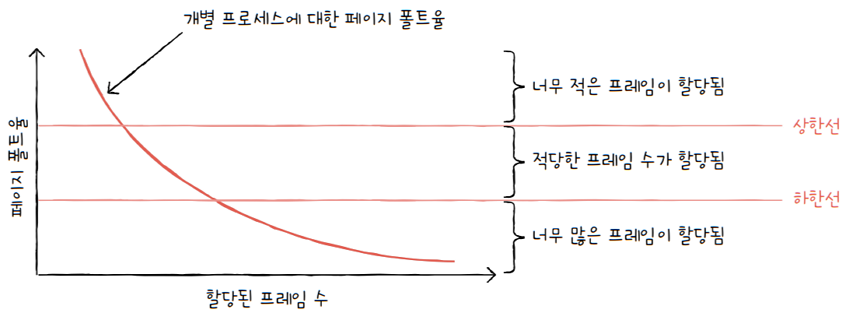 개별 프로세스에 대한 페이지 폴트율
너무 적은 프레임이 할당됨
상한선
페이지 폴트율
적당한 프레임 수가 할당됨
하한선
너무 많은 프레임이 할당됨
할당된 프레임 수